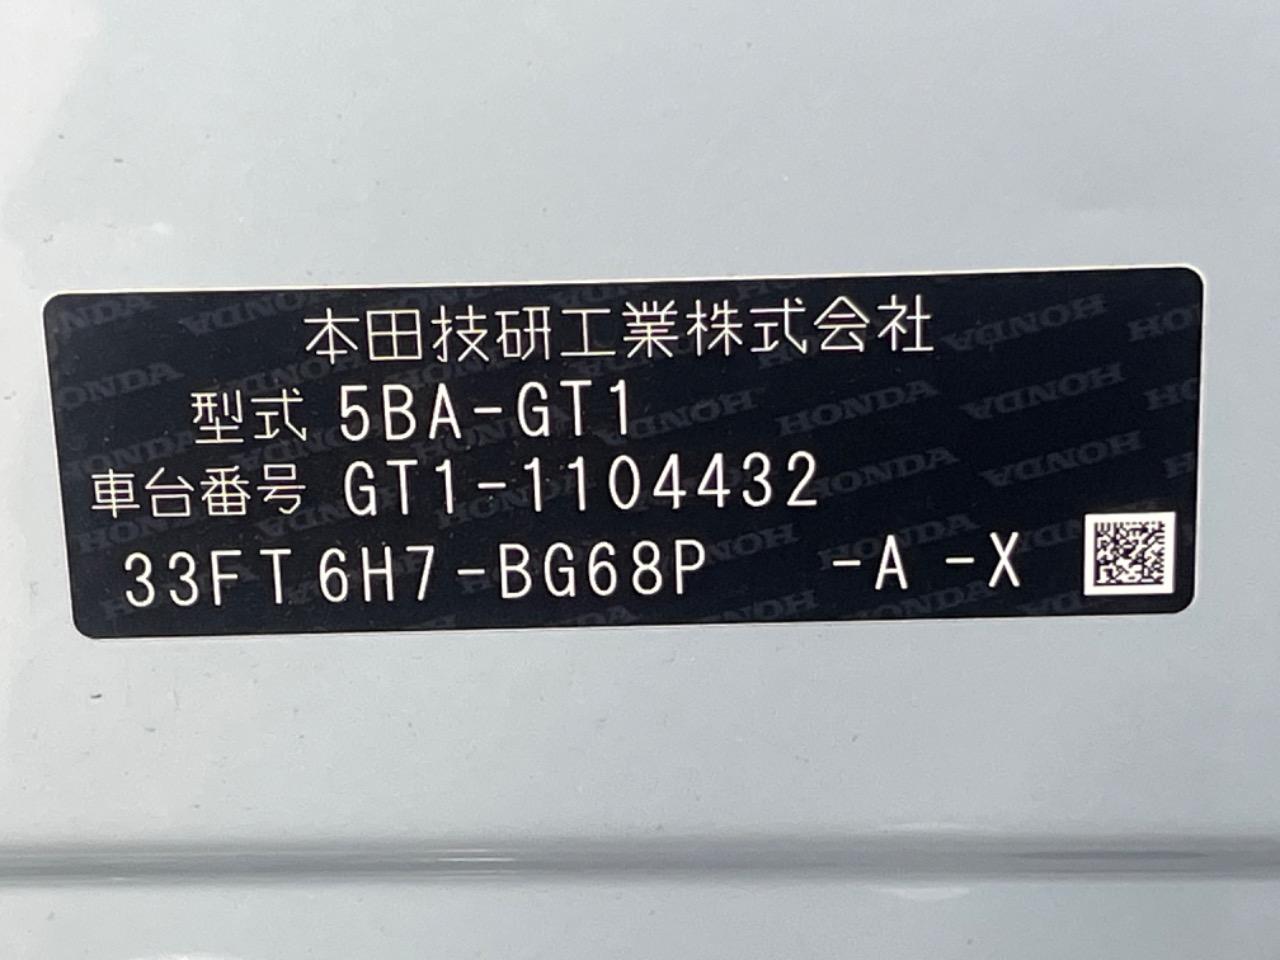 本田技研工業株式会社
型式 5BA-GT1
車台番号 GT1-1104432
33FT6H7-BG68P -A -X